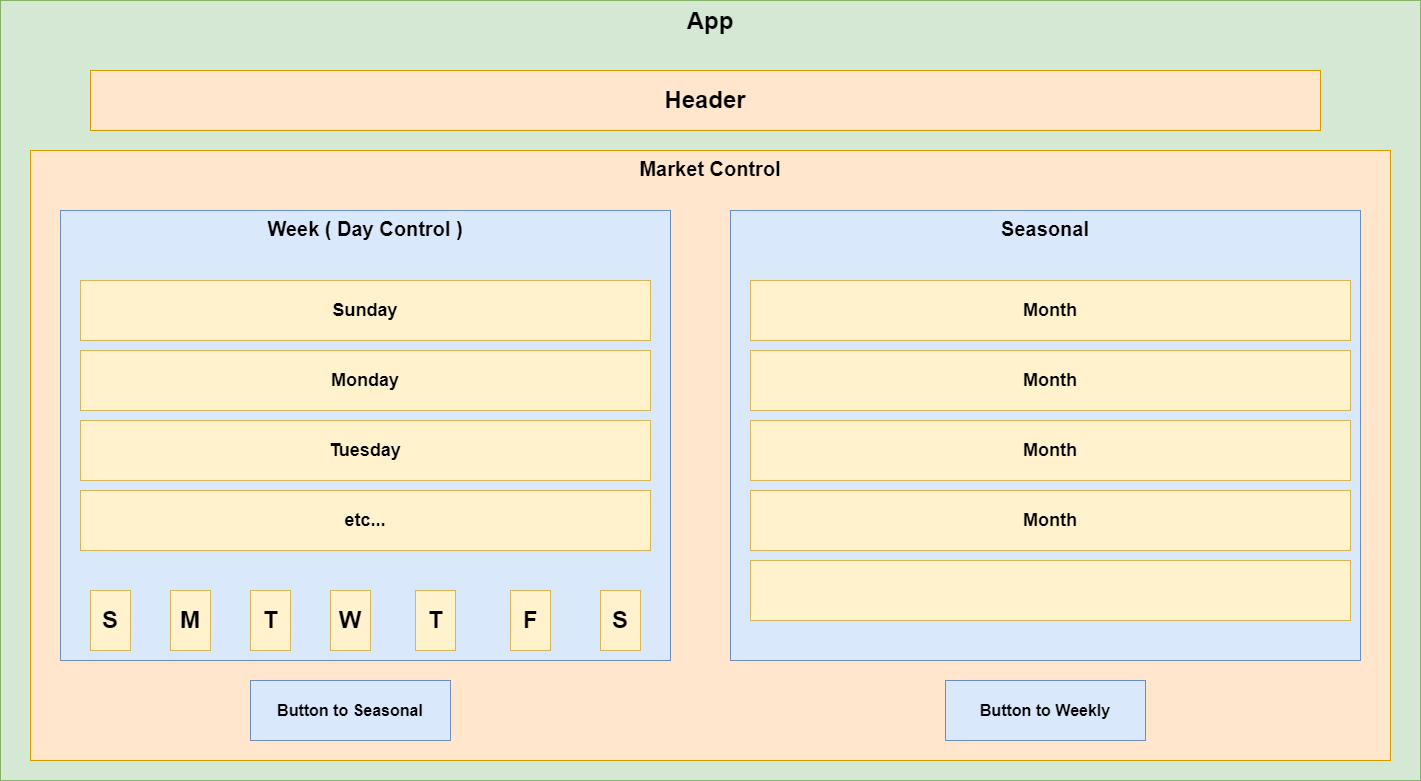 App
Header
Market Control
Week ( Day Control )
Sunday
Monday
Tuesday
etc...
S M T W T F S
Button to Seasonal
Seasonal
Month
Month
Month
Month
Button to Weekly